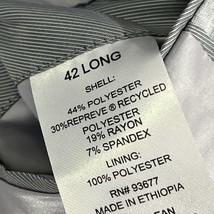 42 LONG
SHELL:
44% POLYESTER
30% REPREVE® RECYCLED
POLYESTER
19% RAYON
7% SPANDEX
LINING:
100% POLYESTER
RN# 93677
MADE IN ETHIOPIA